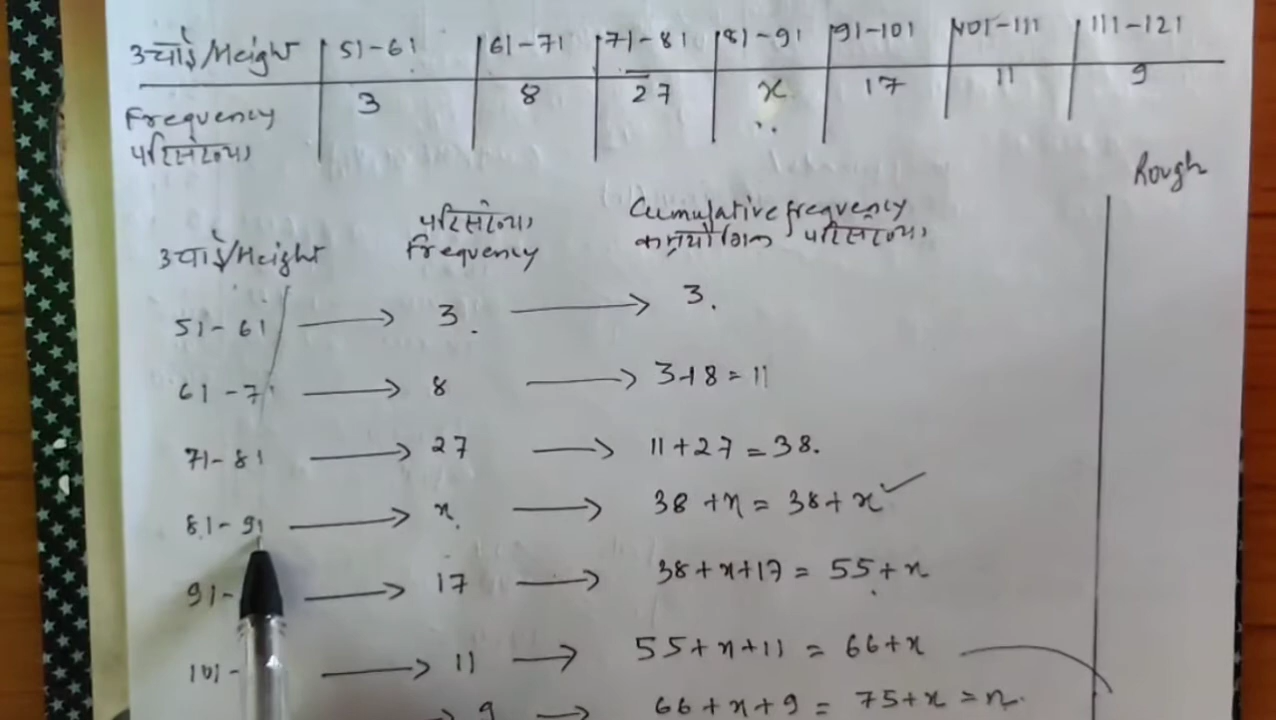 ऊचाई/Height 51-61 61-71 71-81 81-91 91-101 101-111 111-121
Frequency 3 8 27 x 17 11 9
परिसंख्या
Rough
परिसंख्या Cumulative frequency
ऊचाई/Height frequency परिसंख्या
51-61 → 3. → 3.
61-71 → 8 → 3+8=11
71-81 → 27 → 11+27=38.
81-91 → x. → 38+x=38+x ✓
91- → 17 → 38+x+17=55+x
101- → 11 → 55+x+11=66+x
→ 9 → 66+x+9=75+x=n.